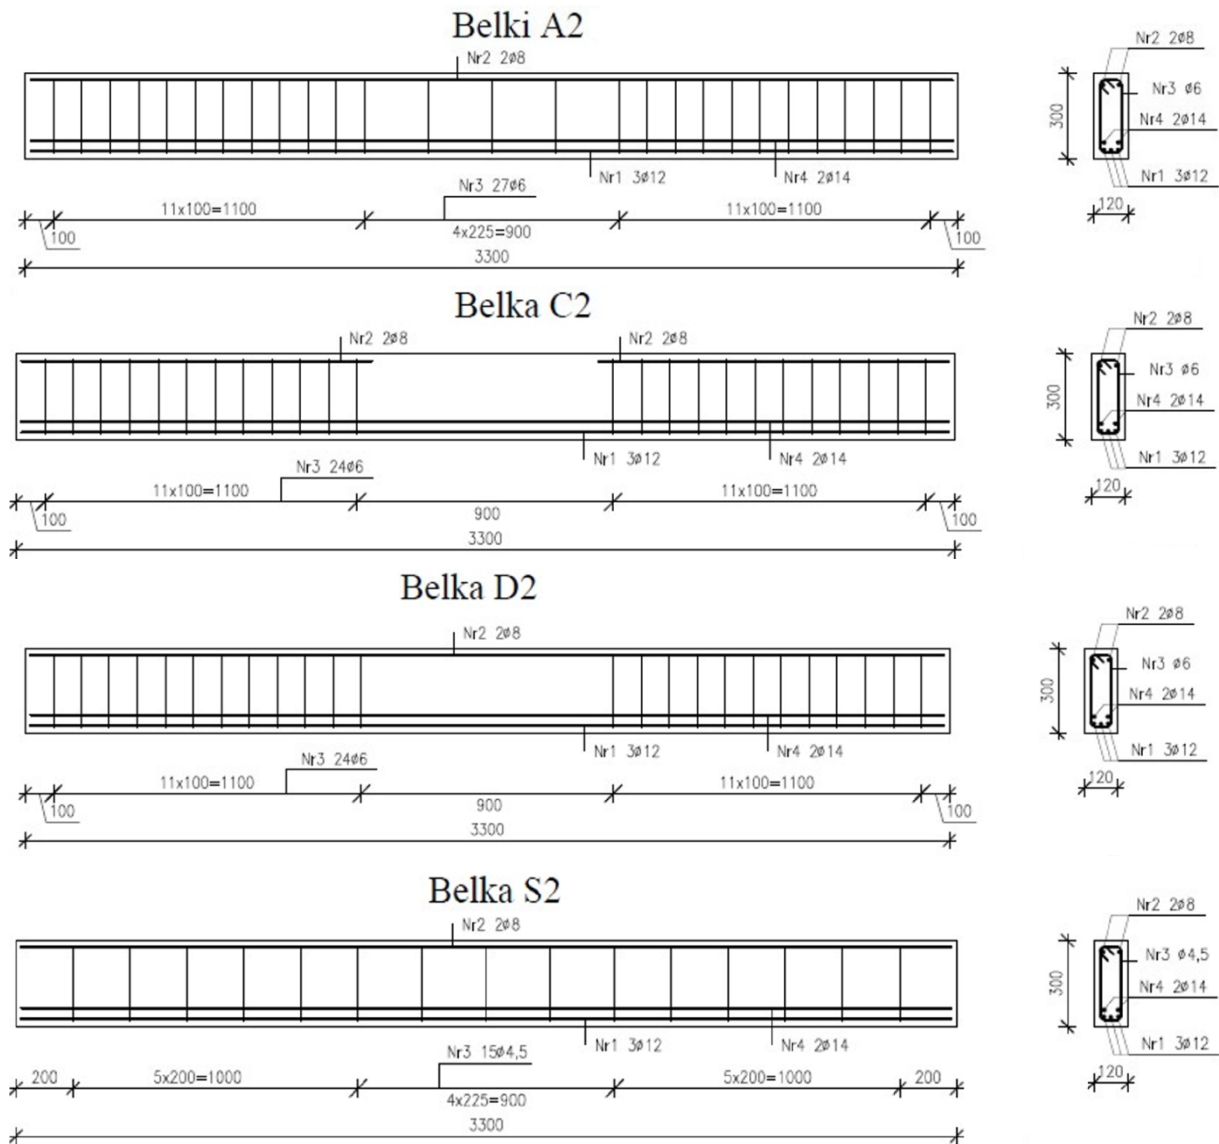 Belki A2
Nr2 2ø8
Nr1 3ø12
Nr4 2ø14
Nr3 27ø6
11x100=1100
11x100=1100
100
4x225=900
100
3300
Nr2 2ø8
Nr3 ø6
Nr4 2ø14
Nr1 3ø12
300
120
Belka C2
Nr2 2ø8
Nr2 2ø8
Nr1 3ø12
Nr4 2ø14
Nr3 24ø6
11x100=1100
11x100=1100
100
900
100
3300
Nr2 2ø8
Nr3 ø6
Nr4 2ø14
Nr1 3ø12
300
120
Belka D2
Nr2 2ø8
Nr1 3ø12
Nr4 2ø14
Nr3 24ø6
11x100=1100
11x100=1100
100
900
100
3300
Nr2 2ø8
Nr3 ø6
Nr4 2ø14
Nr1 3ø12
300
120
Belka S2
Nr2 2ø8
Nr1 3ø12
Nr4 2ø14
Nr3 15ø4,5
200
5x200=1000
5x200=1000
200
4x225=900
3300
Nr2 2ø8
Nr3 ø4,5
Nr4 2ø14
Nr1 3ø12
300
120